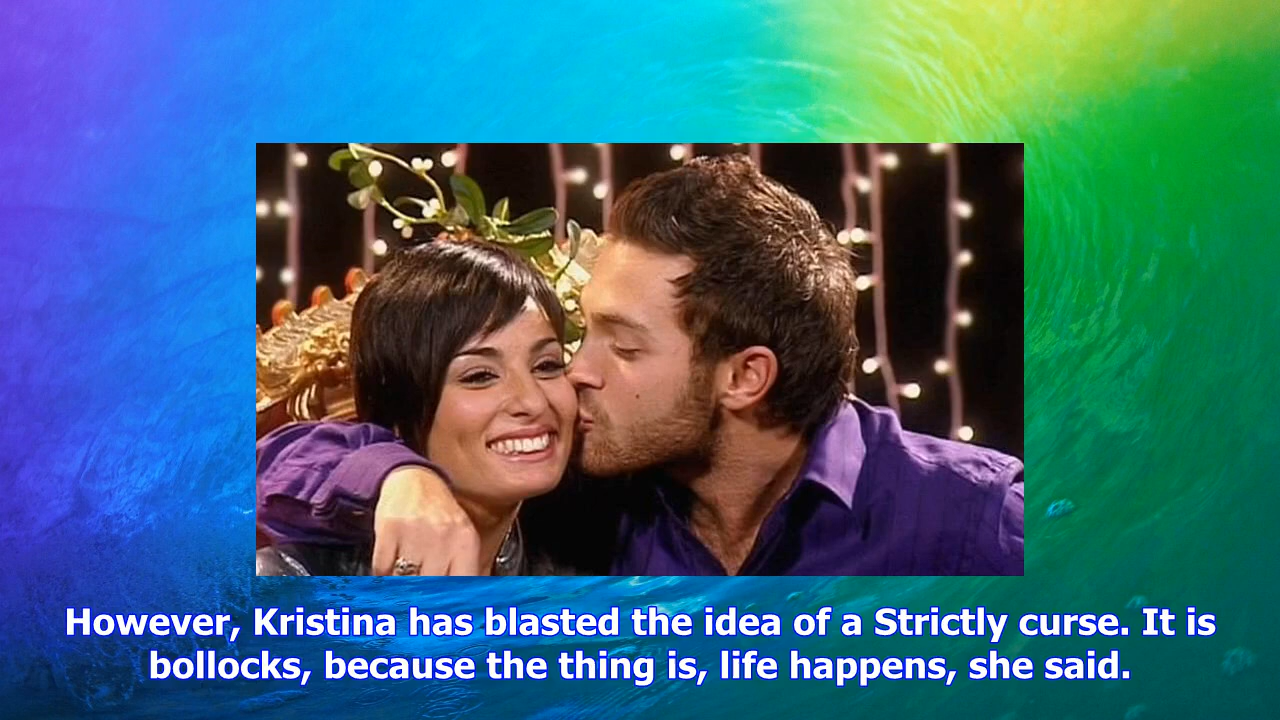 However, Kristina has blasted the idea of a Strictly curse. It is
bollocks, because the thing is, life happens, she said.